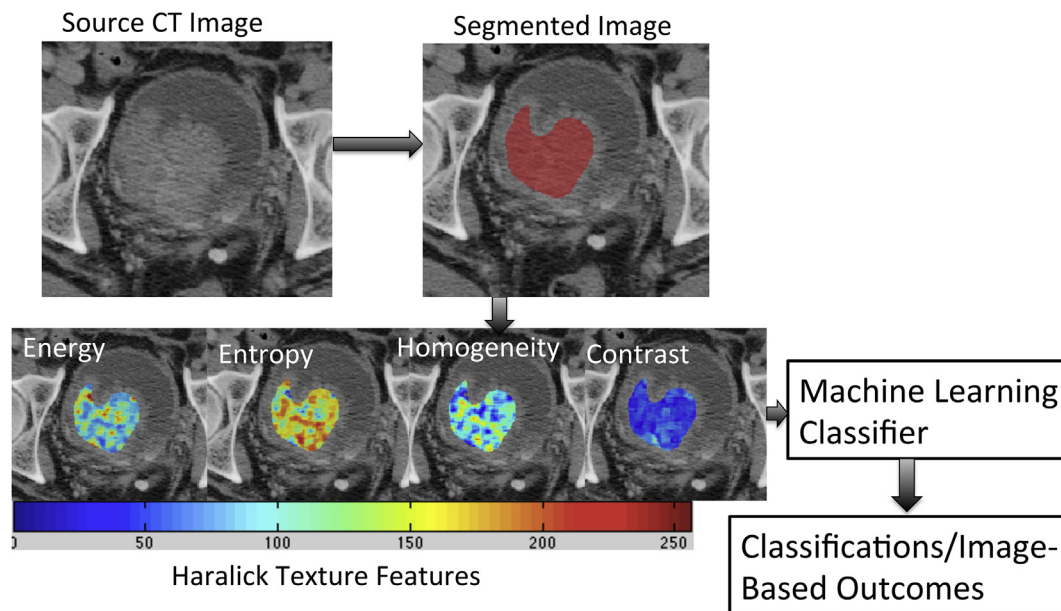 Source CT Image
Segmented Image
Energy
Entropy
Homogeneity
Contrast
Machine Learning
Classifier
0 50 100 150 200 250
Haralick Texture Features
Classifications/Image-
Based Outcomes